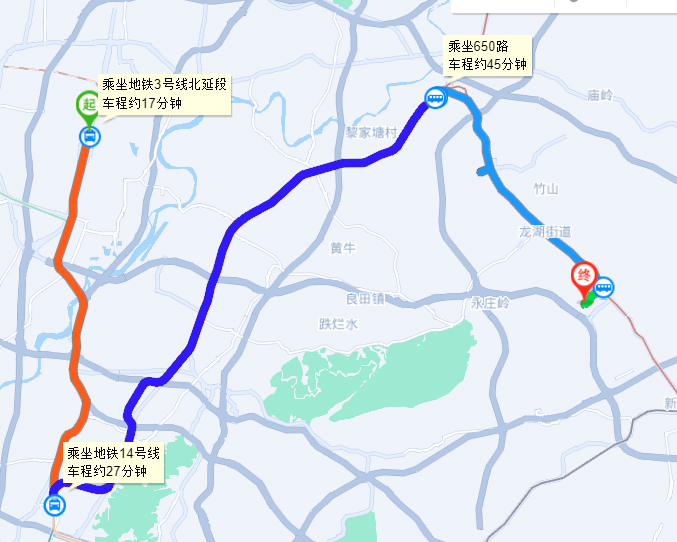 乘坐650路
车程约45分钟
乘坐地铁3号线北延段
车程约17分钟
起
庙岭
黎家塘村
竹山
龙湖街道
黄牛
终
良田镇
永庄岭
跌烂水
新
乘坐地铁14号线
车程约27分钟